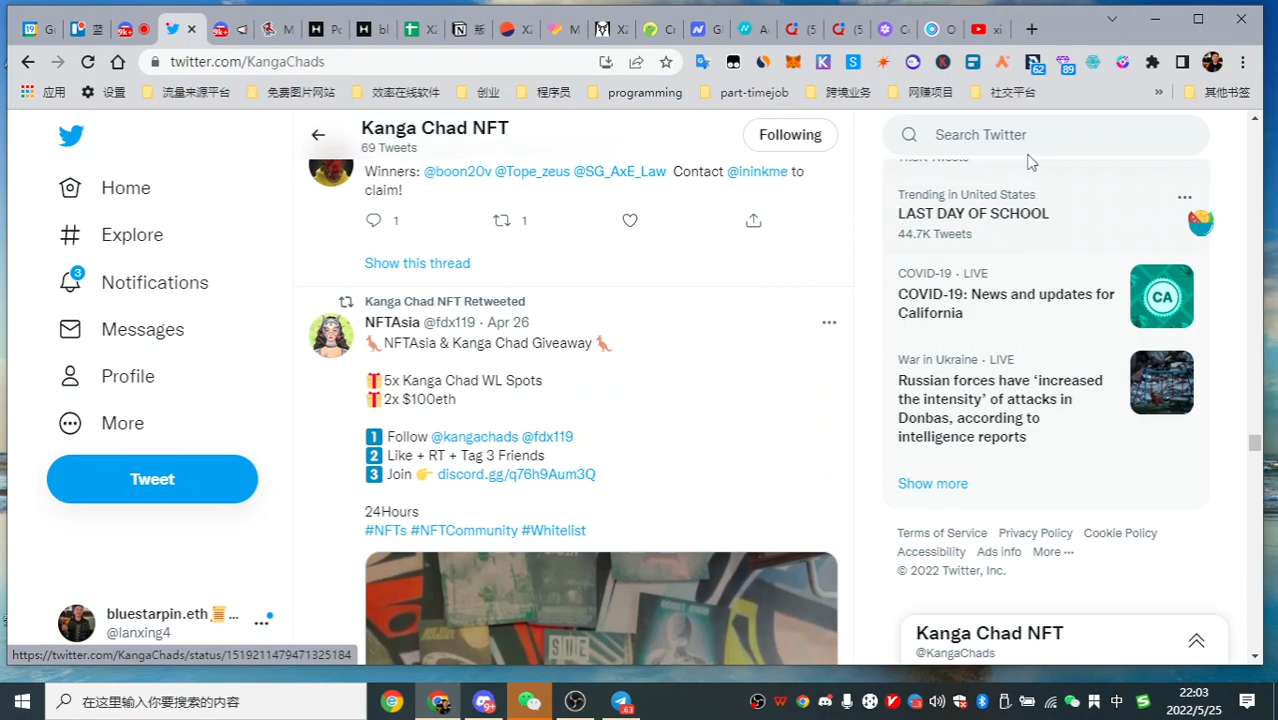 twitter.com/KangaChads
应用
设置
流量来源平台
免费图片网站
效率在线软件
创业
程序员
programming
part-timejob
跨境业务
网赚项目
社交平台
»
其他书签
62
89
Home
Explore
3
Notifications
Messages
Profile
More
Tweet
bluestarpin.eth
@lanxing4
Kanga Chad NFT
69 Tweets
Following
Winners: @boon20v @Tope_zeus @SG_AxE_Law Contact @ininkme to
claim!
1
1
Show this thread
Kanga Chad NFT Retweeted
NFTAsia @fdx119 · Apr 26
🦘NFTAsia & Kanga Chad Giveaway 🦘
🎁5x Kanga Chad WL Spots
🎁2x $100eth
1️⃣ Follow @kangachads @fdx119
2️⃣ Like + RT + Tag 3 Friends
3️⃣ Join 👉 discord.gg/q76h9Aum3Q
24Hours
#NFTs #NFTCommunity #Whitelist
Search Twitter
Trending in United States
LAST DAY OF SCHOOL
44.7K Tweets
COVID-19 · LIVE
COVID-19: News and updates for
California
CA
War in Ukraine · LIVE
Russian forces have ‘increased
the intensity’ of attacks in
Donbas, according to
intelligence reports
Show more
Terms of Service Privacy Policy Cookie Policy
Accessibility Ads info More ···
© 2022 Twitter, Inc.
Kanga Chad NFT
@KangaChads
https://twitter.com/KangaChads/status/1519211479471325184
在这里输入你要搜索的内容
63
中
22:03
2022/5/25